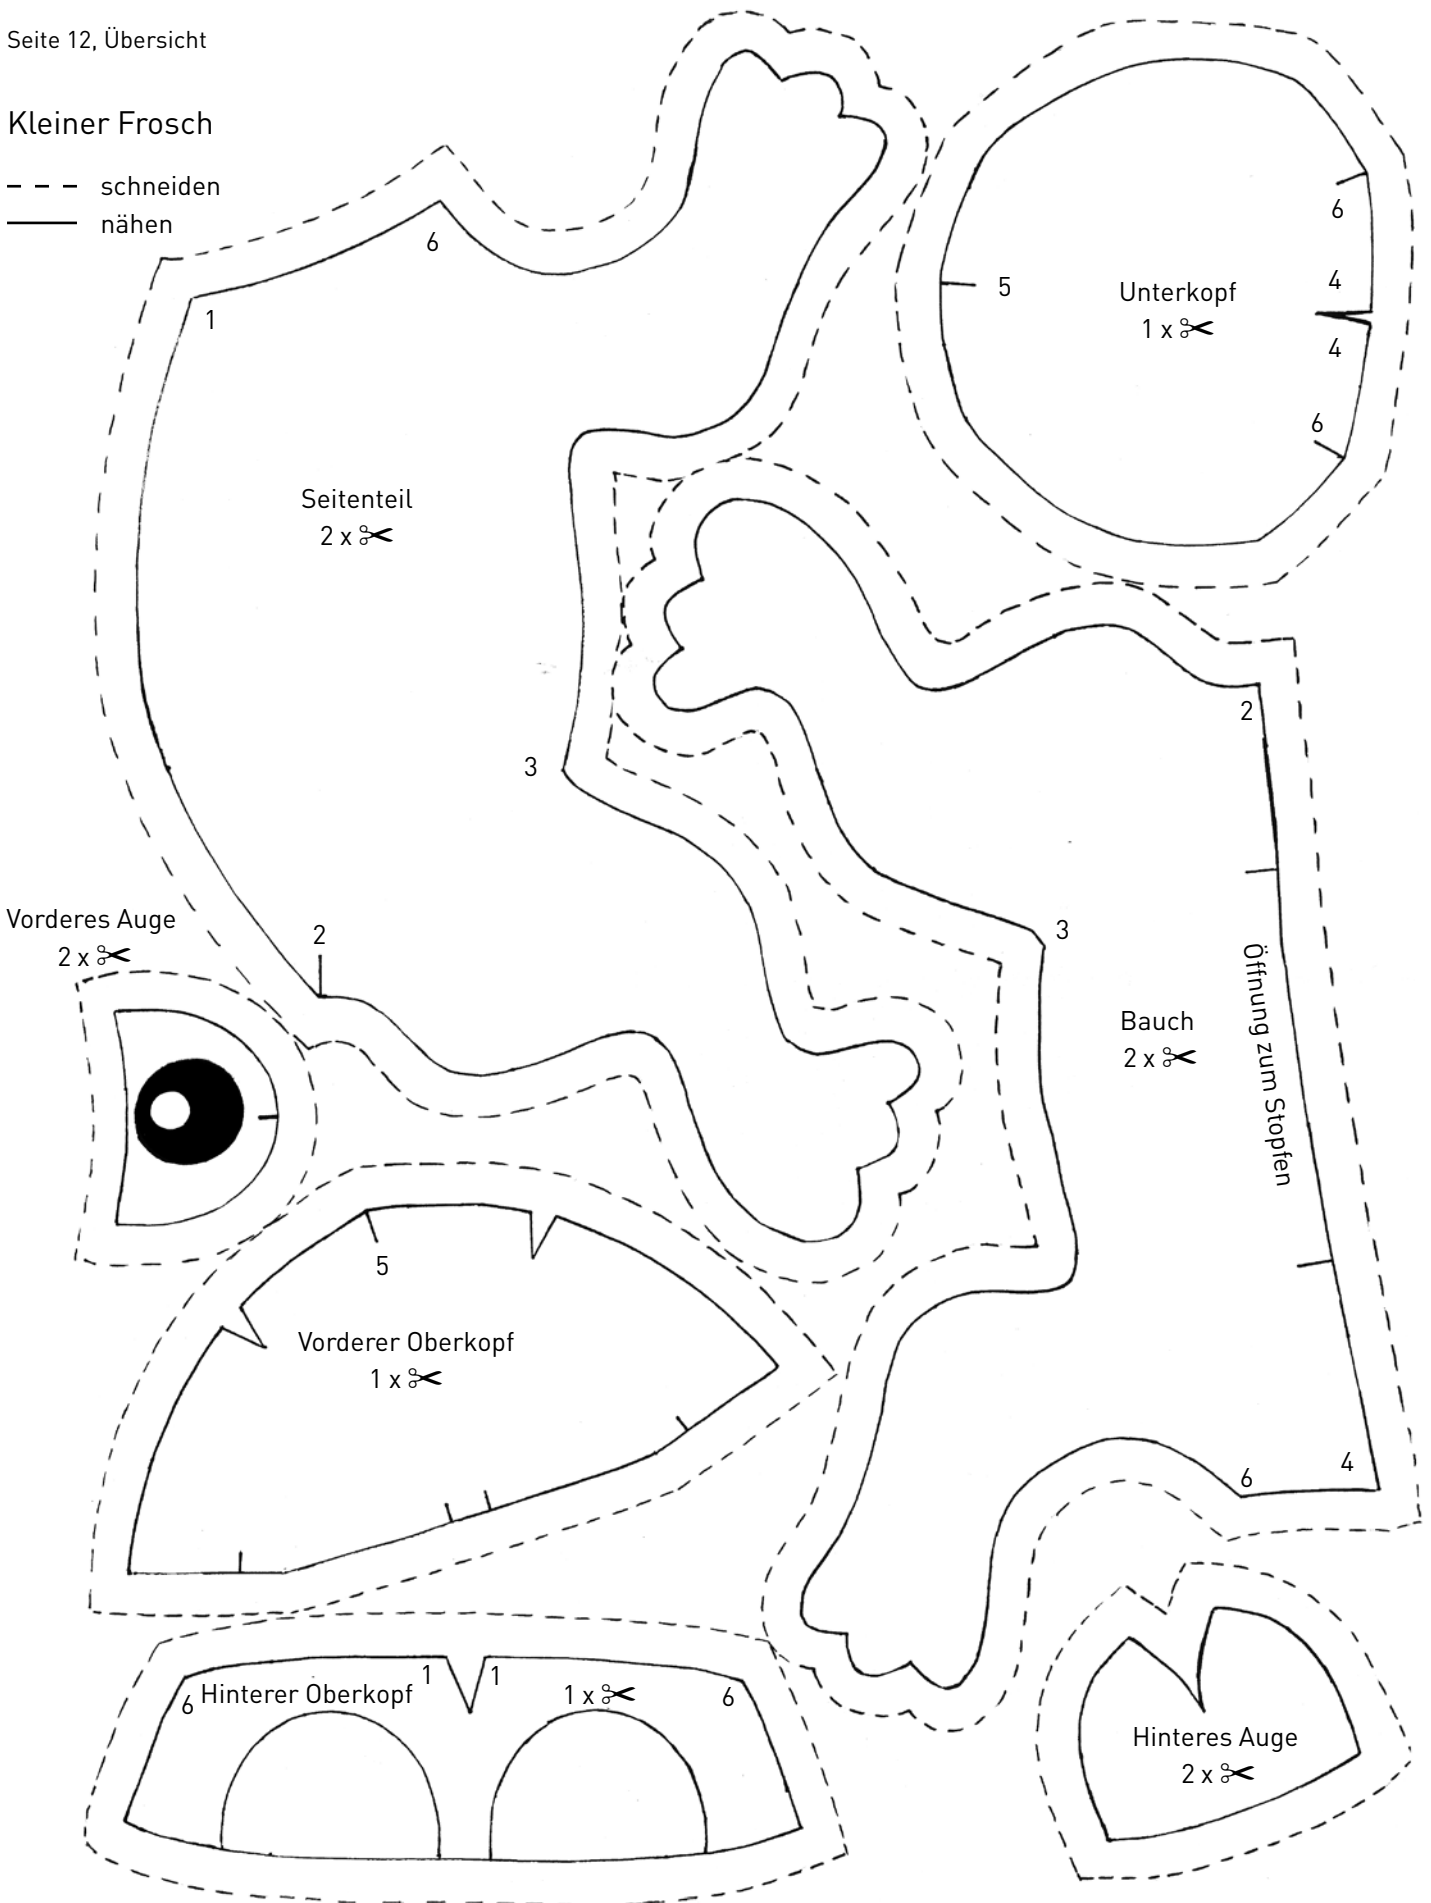 Seite 12, Übersicht
Kleiner Frosch
schneiden
nähen
6
1
Seitenteil
2 x
3
2
6
5
4
Unterkopf
1 x
4
6
2
3
Öffnung zum Stopfen
Bauch
2 x
6
4
Vorderes Auge
2 x
5
Vorderer Oberkopf
1 x
1
1
6
Hinterer Oberkopf
1 x
6
Hinteres Auge
2 x